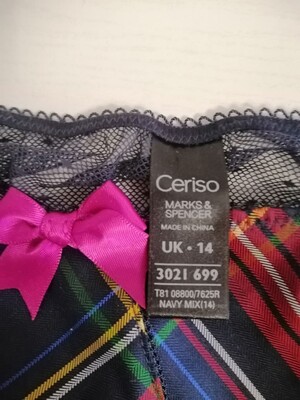 Ceriso
MARKS &
SPENCER
MADE IN CHINA
UK • 14
3021 699
T81 08800/7625R
NAVY MIX(14)